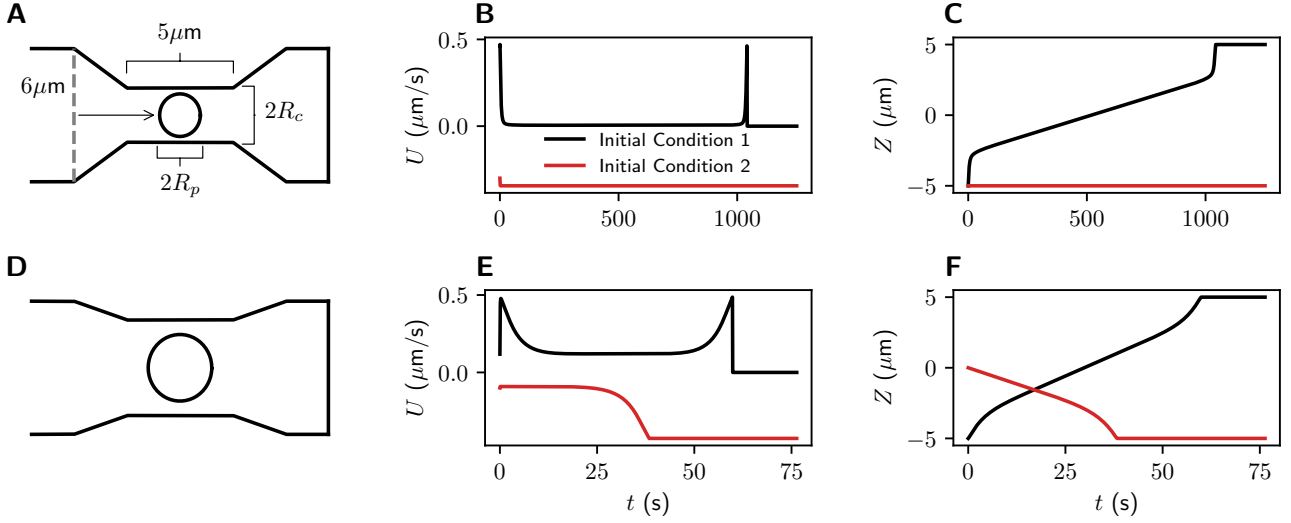 A
5μm
6μm
2R_c
2R_p
B
0.5
0.0
U (μm/s)
Initial Condition 1
Initial Condition 2
0
500
1000
C
5
0
−5
Z (μm)
0
500
1000
D
E
0.5
0.0
U (μm/s)
0
25
50
75
t (s)
F
5
0
−5
Z (μm)
0
25
50
75
t (s)